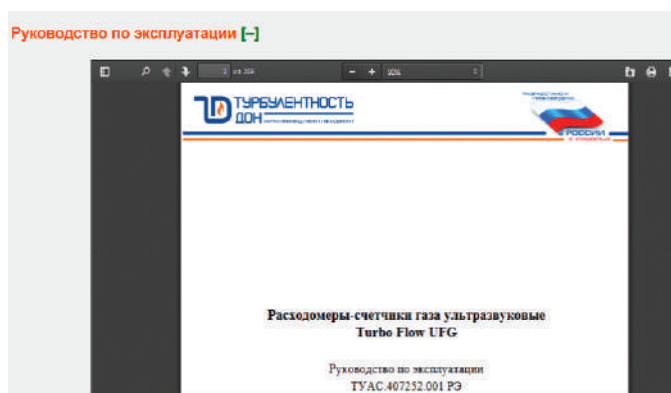 Руководство по эксплуатации [–]
ТУРБУЛЕНТНОСТЬ
ДОН
РОССИИ
Расходомеры-счетчики газа ультразвуковые
Turbo Flow UFG
Руководство по эксплуатации
ТУАС.407252.001 РЭ